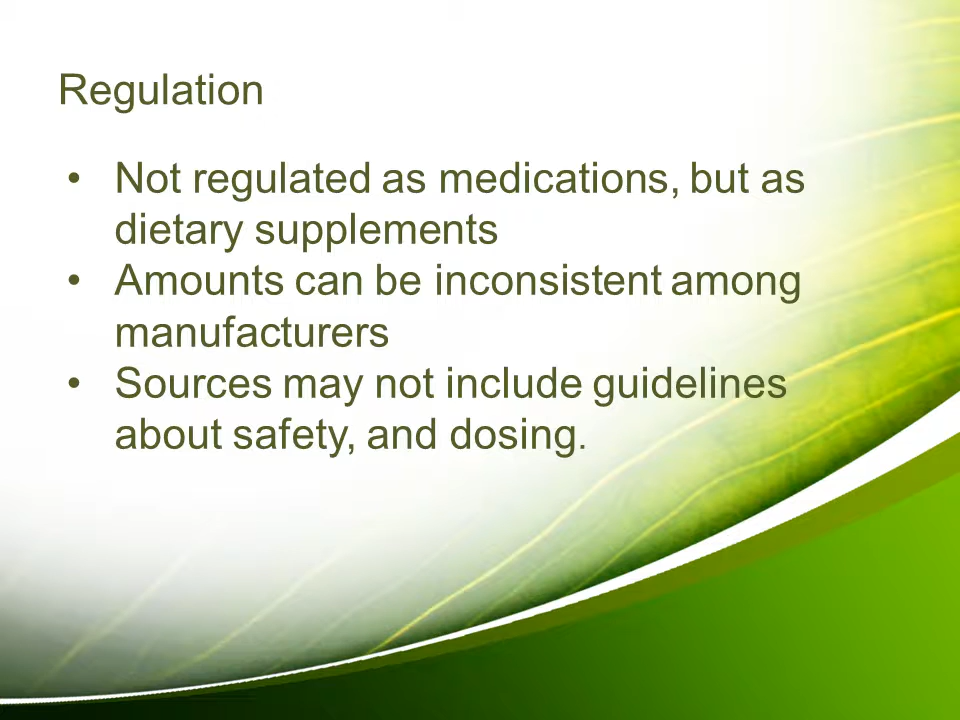 Regulation
• Not regulated as medications, but as
dietary supplements
• Amounts can be inconsistent among
manufacturers
• Sources may not include guidelines
about safety, and dosing.